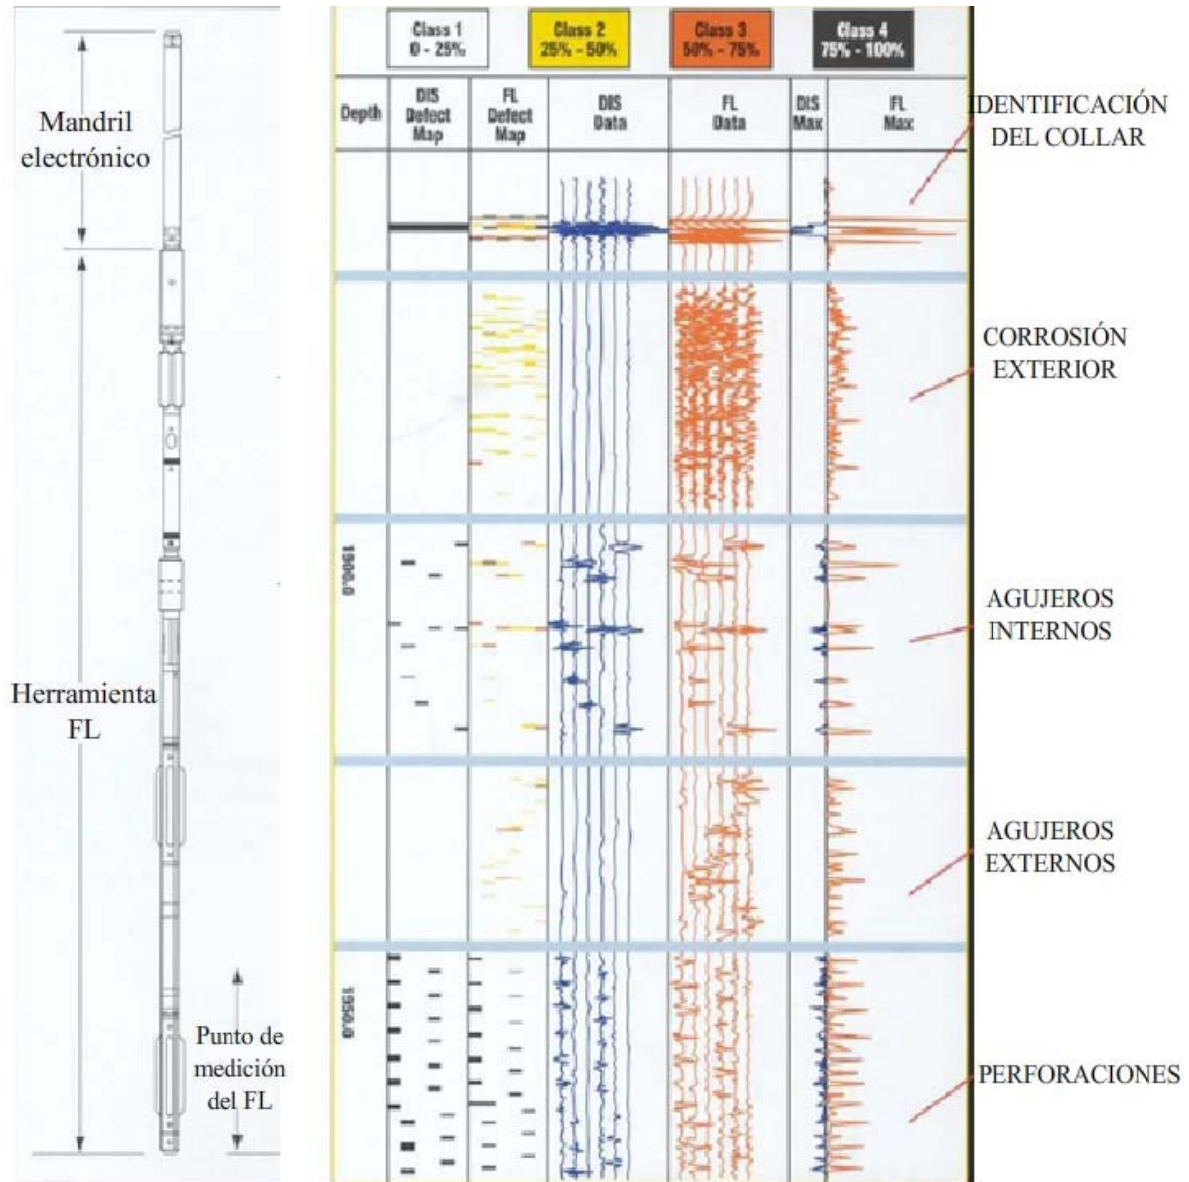 Mandril
electrónico
Herramienta
FL
Punto de
medición
del FL
Class 1
0 - 25%
Class 2
25% - 50%
Class 3
50% - 75%
Class 4
75% - 100%
Depth
DIS
Defect
Map
FL
Defect
Map
DIS
Data
FL
Data
DIS
Max
FL
Max
1900.0
1950.0
IDENTIFICACIÓN
DEL COLLAR
CORROSIÓN
EXTERIOR
AGUJEROS
INTERNOS
AGUJEROS
EXTERNOS
PERFORACIONES